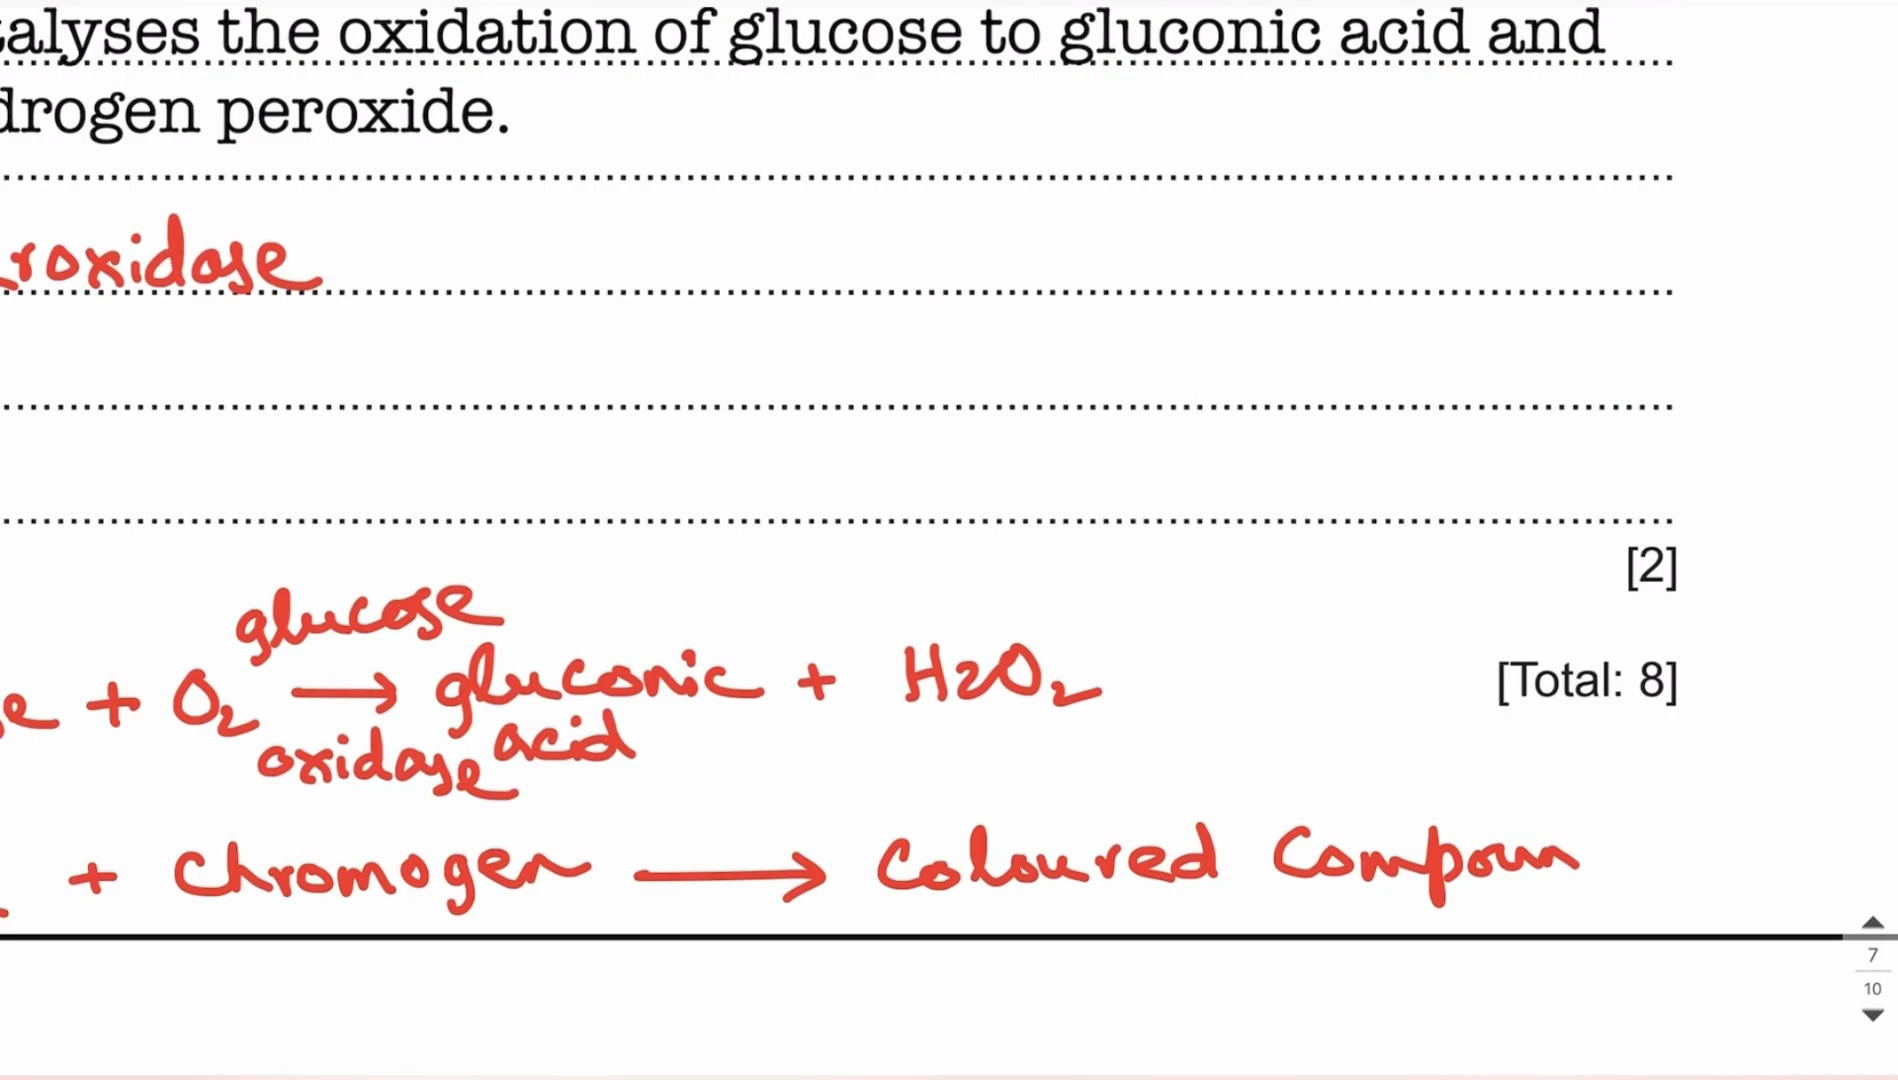 alyses the oxidation of glucose to gluconic acid and
drogen peroxide.
roxidase
[2]
glucose
e + O2 → gluconic + H2O2
[Total: 8]
oxidase acid
+ Chromogen → Coloured Compoun
7
10